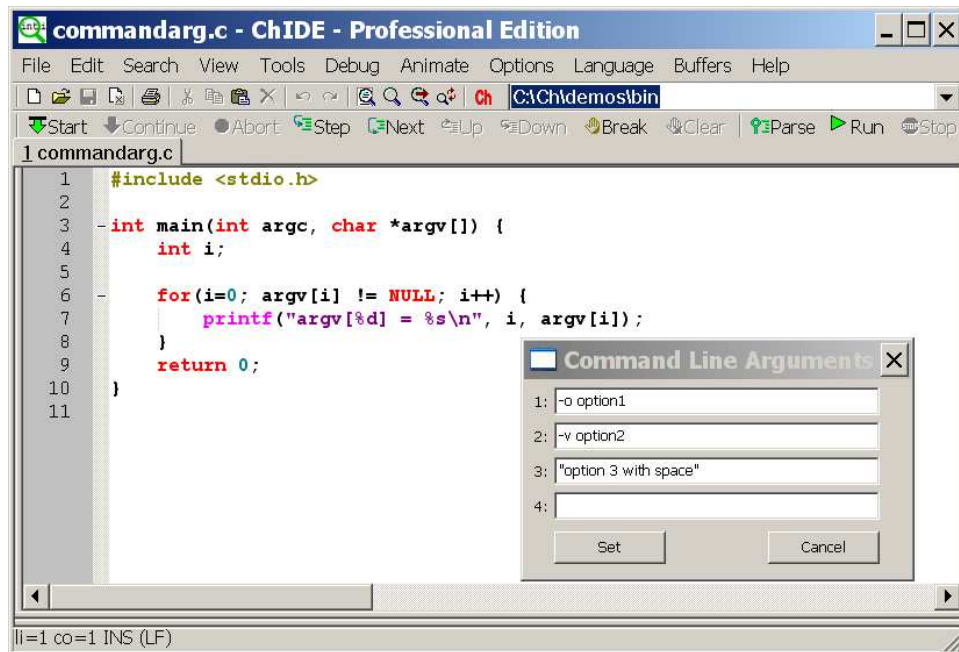 commandarg.c - ChIDE - Professional Edition
File Edit Search View Tools Debug Animate Options Language Buffers Help
Ch C:\Ch\demos\bin
Start Continue Abort Step Next Up Down Break Clear Parse Run Stop
1 commandarg.c
1 #include <stdio.h>
2
3 int main(int argc, char *argv[]) {
4 int i;
5
6 for(i=0; argv[i] != NULL; i++) {
7 printf("argv[%d] = %s\n", i, argv[i]);
8 }
9 return 0;
10 }
11
Command Line Arguments
1: -o option1
2: -v option2
3: "option 3 with space"
4:
Set Cancel
li=1 co=1 INS (LF)